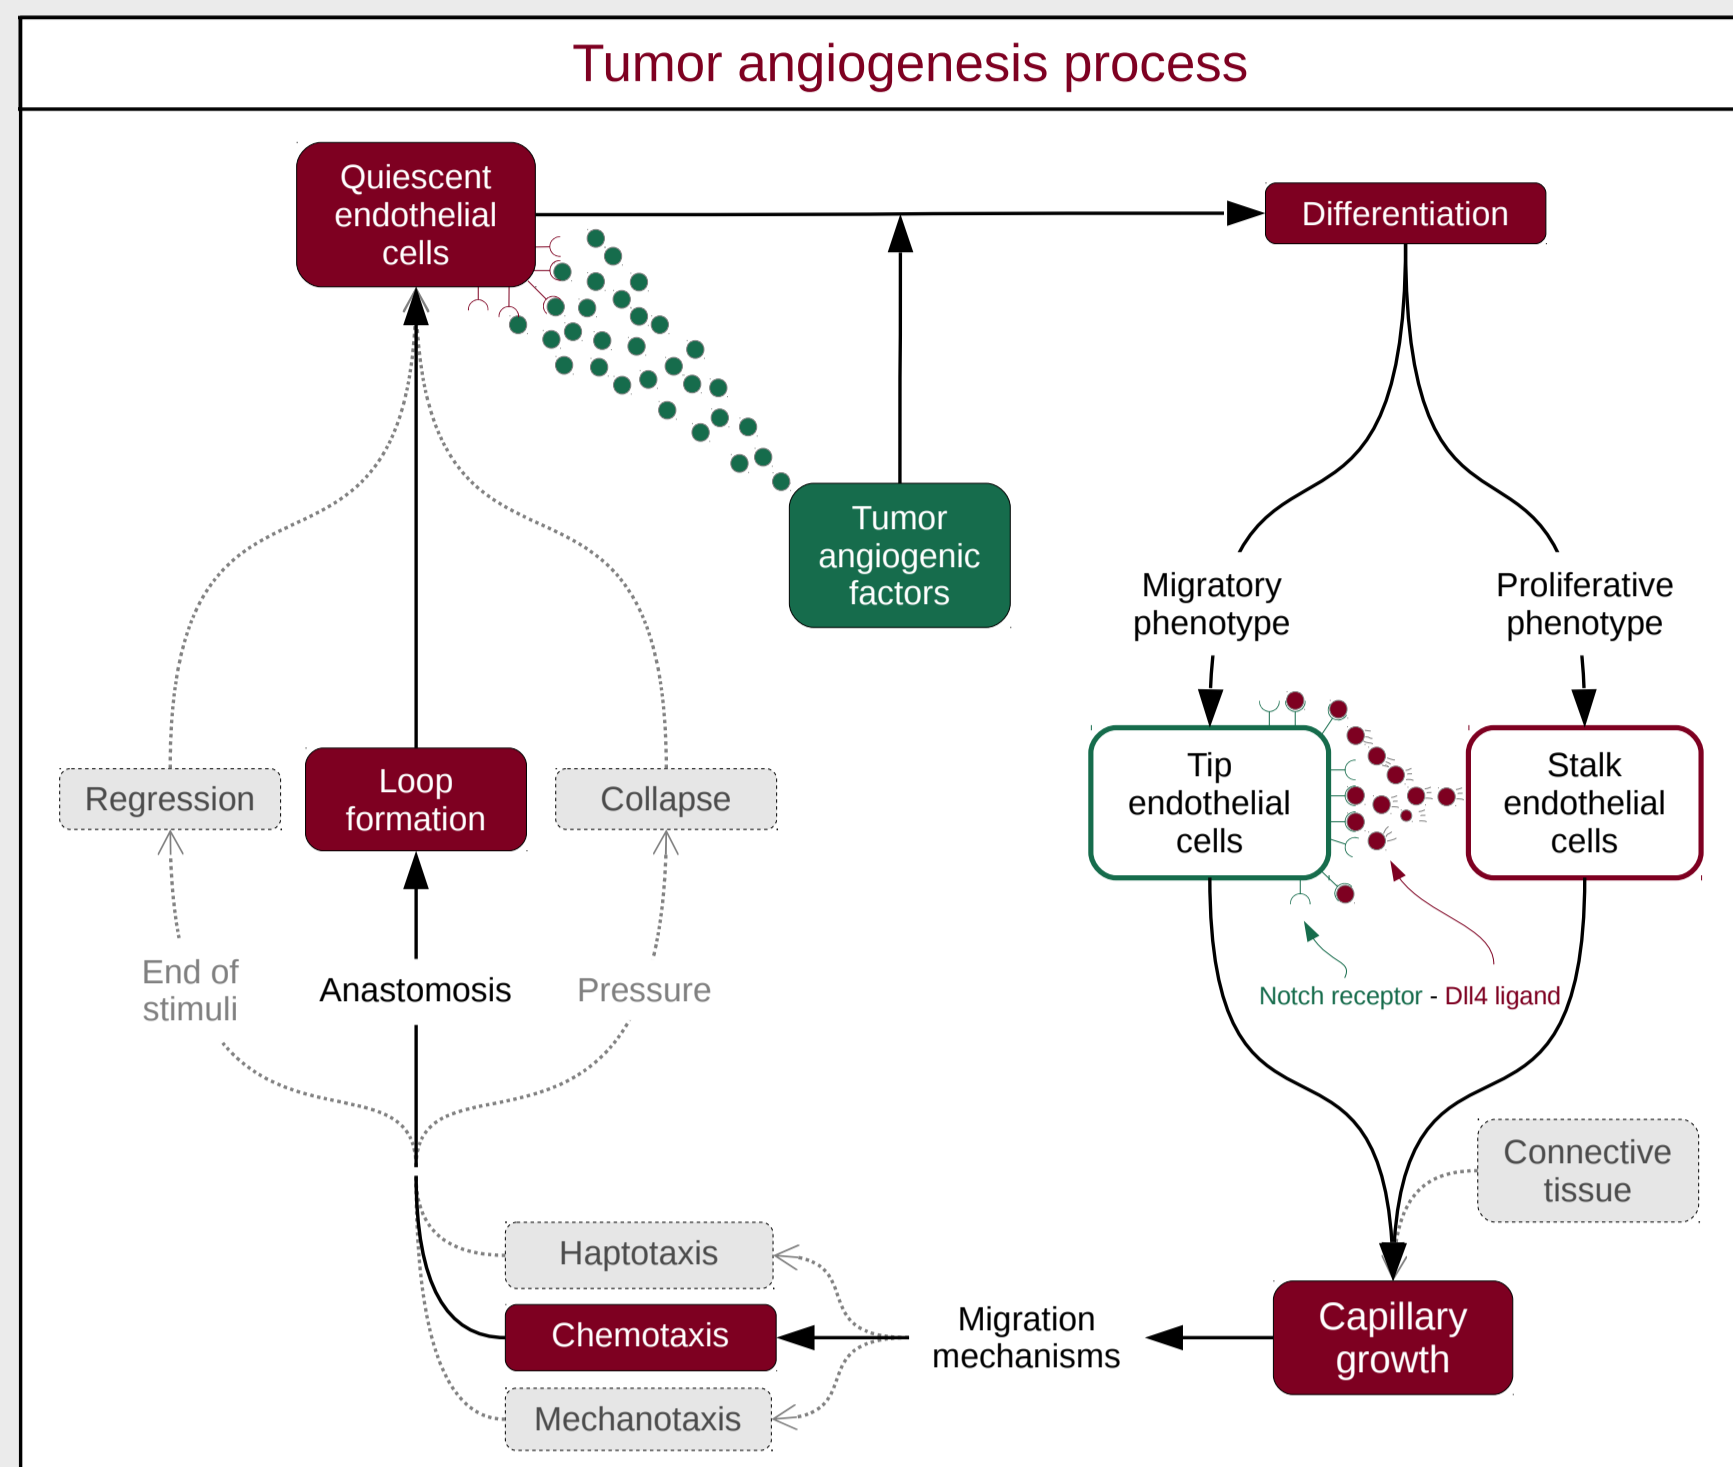 Tumor angiogenesis process
Quiescent
endothelial
cells
Differentiation
Tumor
angiogenic
factors
Migratory
phenotype
Proliferative
phenotype
Tip
endothelial
cells
Stalk
endothelial
cells
Notch receptor - Dll4 ligand
Regression
Loop
formation
Collapse
End of
stimuli
Anastomosis
Pressure
Connective
tissue
Haptotaxis
Chemotaxis
Mechanotaxis
Migration
mechanisms
Capillary
growth